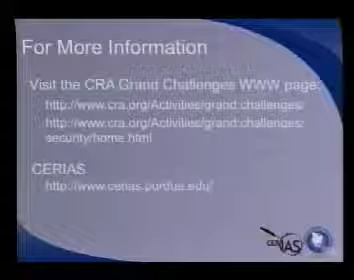 For More Information
Visit the CRA Grand Challenges WWW page:
http://www.cra.org/Activities/grand.challenges/
http://www.cra.org/Activities/grand.challenges/
security/home.html
CERIAS
http://www.cerias.purdue.edu/
CERIAS